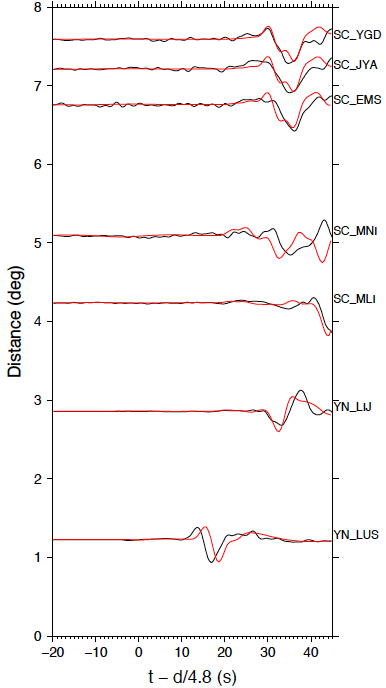 8
SC_YGD
SC_JYA
7
SC_EMS
6
SC_MNI
5
SC_MLI
4
Distance (deg)
3
YN_LIJ
2
YN_LUS
1
0
−20 −10 0 10 20 30 40
t − d/4.8 (s)